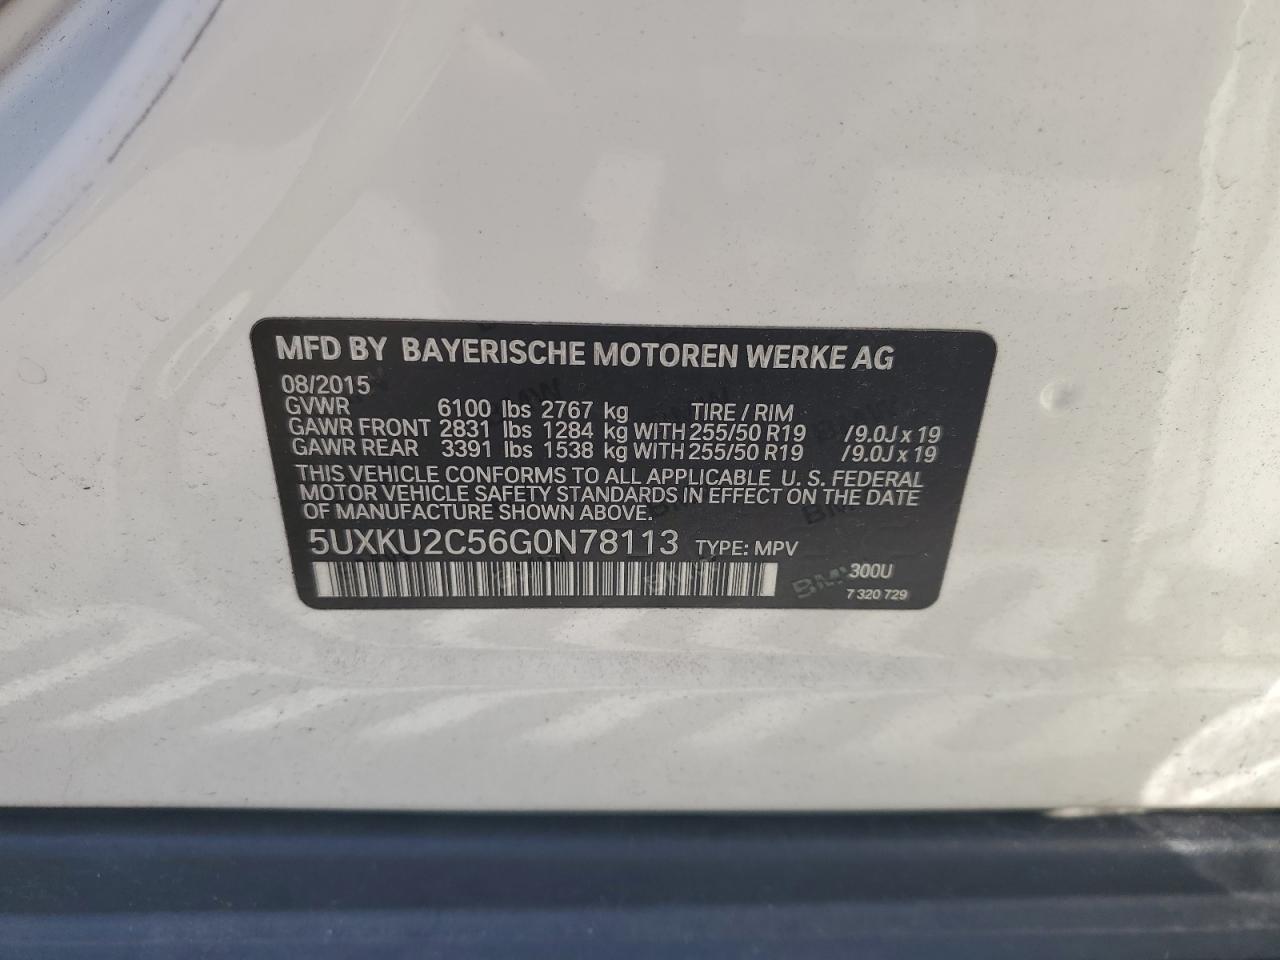 MFD BY BAYERISCHE MOTOREN WERKE AG
08/2015
GVWR 6100 lbs 2767 kg TIRE / RIM
GAWR FRONT 2831 lbs 1284 kg WITH 255/50 R19 /9.0J x 19
GAWR REAR 3391 lbs 1538 kg WITH 255/50 R19 /9.0J x 19
THIS VEHICLE CONFORMS TO ALL APPLICABLE U. S. FEDERAL
MOTOR VEHICLE SAFETY STANDARDS IN EFFECT ON THE DATE
OF MANUFACTURE SHOWN ABOVE.
5UXKU2C56G0N78113 TYPE: MPV
BMW 300U
7 320 729